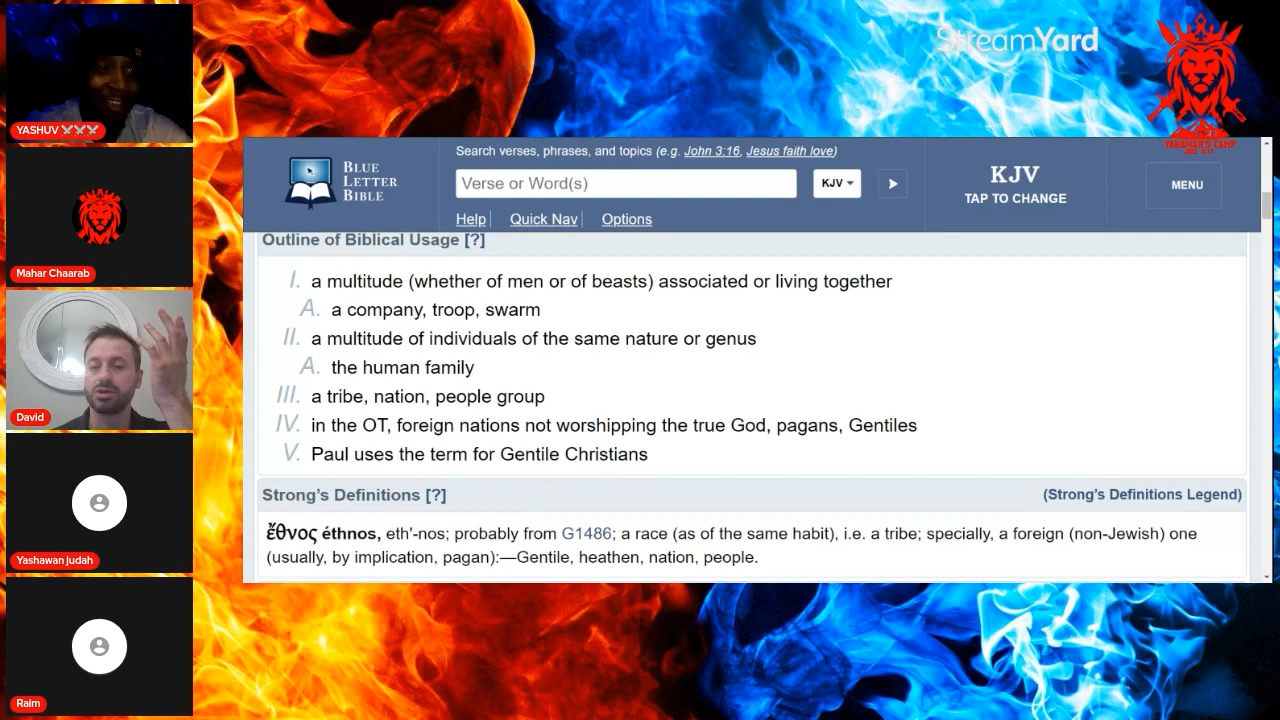 StreamYard
YASHUV
Mahar Chaarab
David
Yashawan judah
Raim
YAHAWAH'S CAMP
BLUE
LETTER
BIBLE
Search verses, phrases, and topics (e.g. John 3:16, Jesus faith love)
Verse or Word(s)
KJV
Help
Quick Nav
Options
KJV
TAP TO CHANGE
MENU
Outline of Biblical Usage [?]
I. a multitude (whether of men or of beasts) associated or living together
A. a company, troop, swarm
II. a multitude of individuals of the same nature or genus
A. the human family
III. a tribe, nation, people group
IV. in the OT, foreign nations not worshipping the true God, pagans, Gentiles
V. Paul uses the term for Gentile Christians
Strong's Definitions [?]
(Strong's Definitions Legend)
ἔθνος éthnos, eth'-nos; probably from G1486; a race (as of the same habit), i.e. a tribe; specially, a foreign (non-Jewish) one
(usually, by implication, pagan):—Gentile, heathen, nation, people.